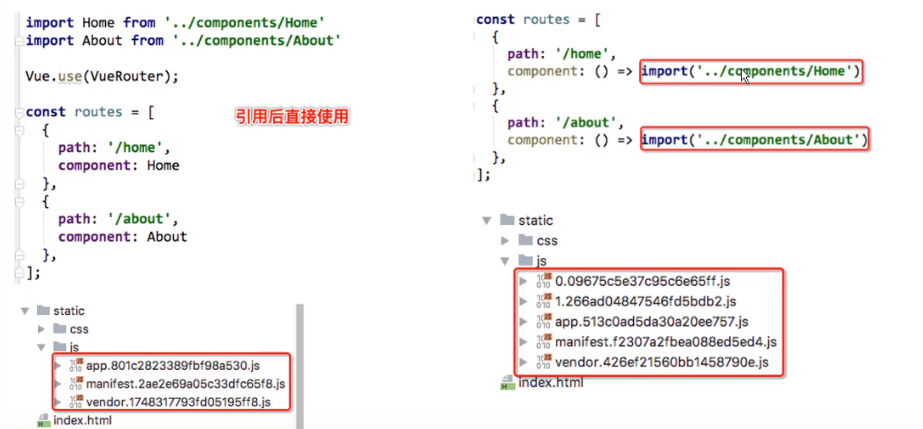 import Home from '../components/Home'
import About from '../components/About'
Vue.use(VueRouter);
const routes = [
{
path: '/home',
component: Home
},
{
path: '/about',
component: About
},
];
引用后直接使用
static
css
js
app.801c2823389fbf98a530.js
manifest.2ae2e69a05c33dfc65f8.js
vendor.1748317793fd05195ff8.js
index.html
const routes = [
{
path: '/home',
component: () => import('../components/Home')
},
{
path: '/about',
component: () => import('../components/About')
},
];
static
css
js
0.09675c5e37c95c6e65ff.js
1.266ad04847546fd5bdb2.js
app.513c0ad5da30a20ee757.js
manifest.f2307a2fbea088ed5ed4.js
vendor.426ef21560bb1458790e.js
index.html